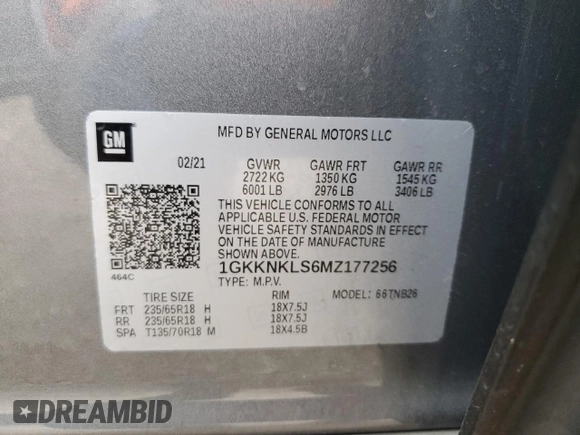 GM
MFD BY GENERAL MOTORS LLC
02/21 GVWR GAWR FRT GAWR RR
2722 KG 1350 KG 1545 KG
6001 LB 2976 LB 3406 LB
THIS VEHICLE CONFORMS TO ALL
APPLICABLE U.S. FEDERAL MOTOR
VEHICLE SAFETY STANDARDS IN EFFECT
ON THE DATE OF MANUFACTURE
SHOWN ABOVE.
464C
1GKKNKLS6MZ177256
TYPE: M.P.V.
TIRE SIZE RIM MODEL: 66TNB26
FRT 235/65R18 H 18X7.5J
RR 235/65R18 H 18X7.5J
SPA T135/70R18 M 18X4.5B
DREAMBID